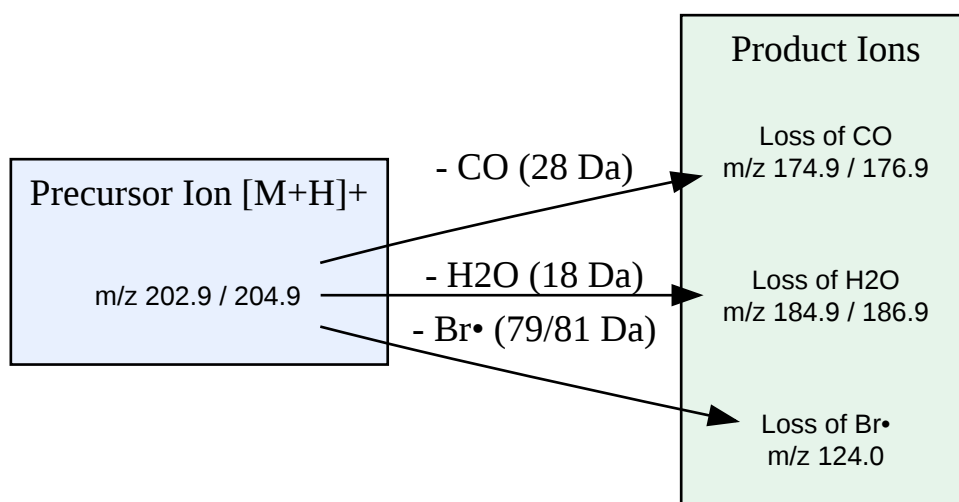 Product Ions
Loss of CO
m/z 174.9 / 176.9
- CO (28 Da)
Precursor Ion [M+H]+
m/z 202.9 / 204.9
- H2O (18 Da)
Loss of H2O
m/z 184.9 / 186.9
- Br• (79/81 Da)
Loss of Br•
m/z 124.0